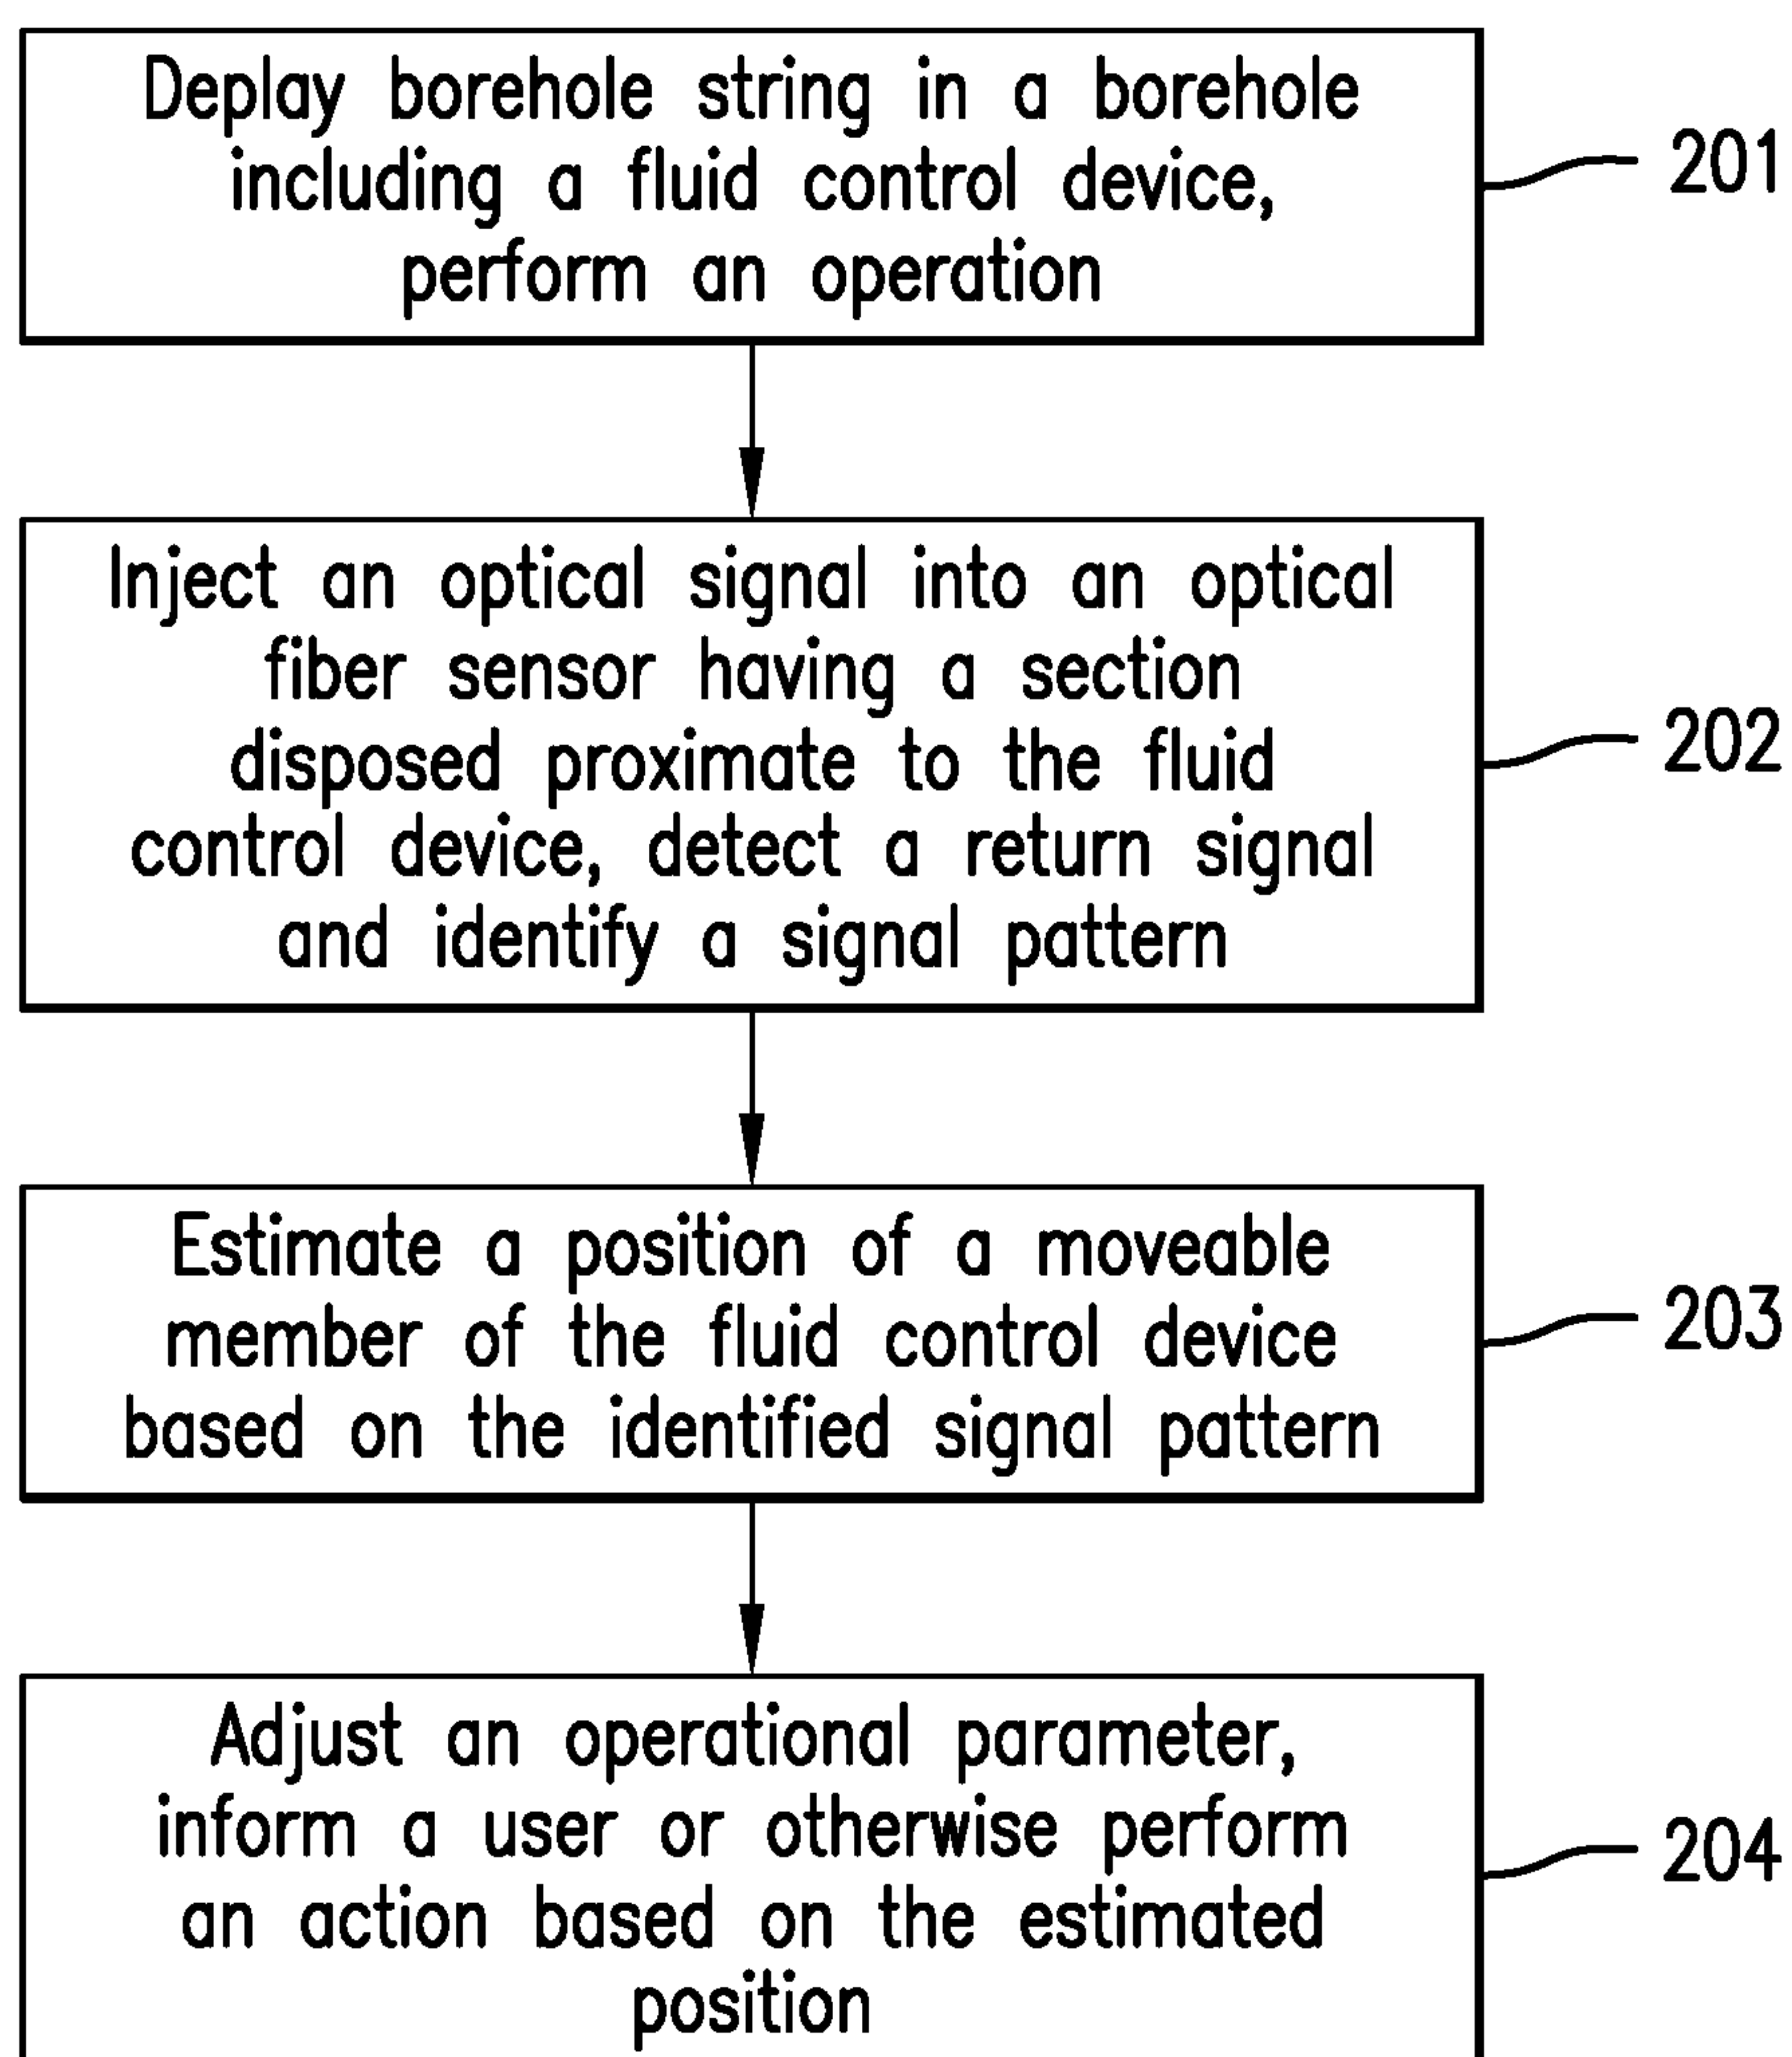 Deplay borehole string in a borehole
including a fluid control device,
perform an operation
201
Inject an optical signal into an optical
fiber sensor having a section
disposed proximate to the fluid
control device, detect a return signal
and identify a signal pattern
202
Estimate a position of a moveable
member of the fluid control device
based on the identified signal pattern
203
Adjust an operational parameter,
inform a user or otherwise perform
an action based on the estimated
position
204